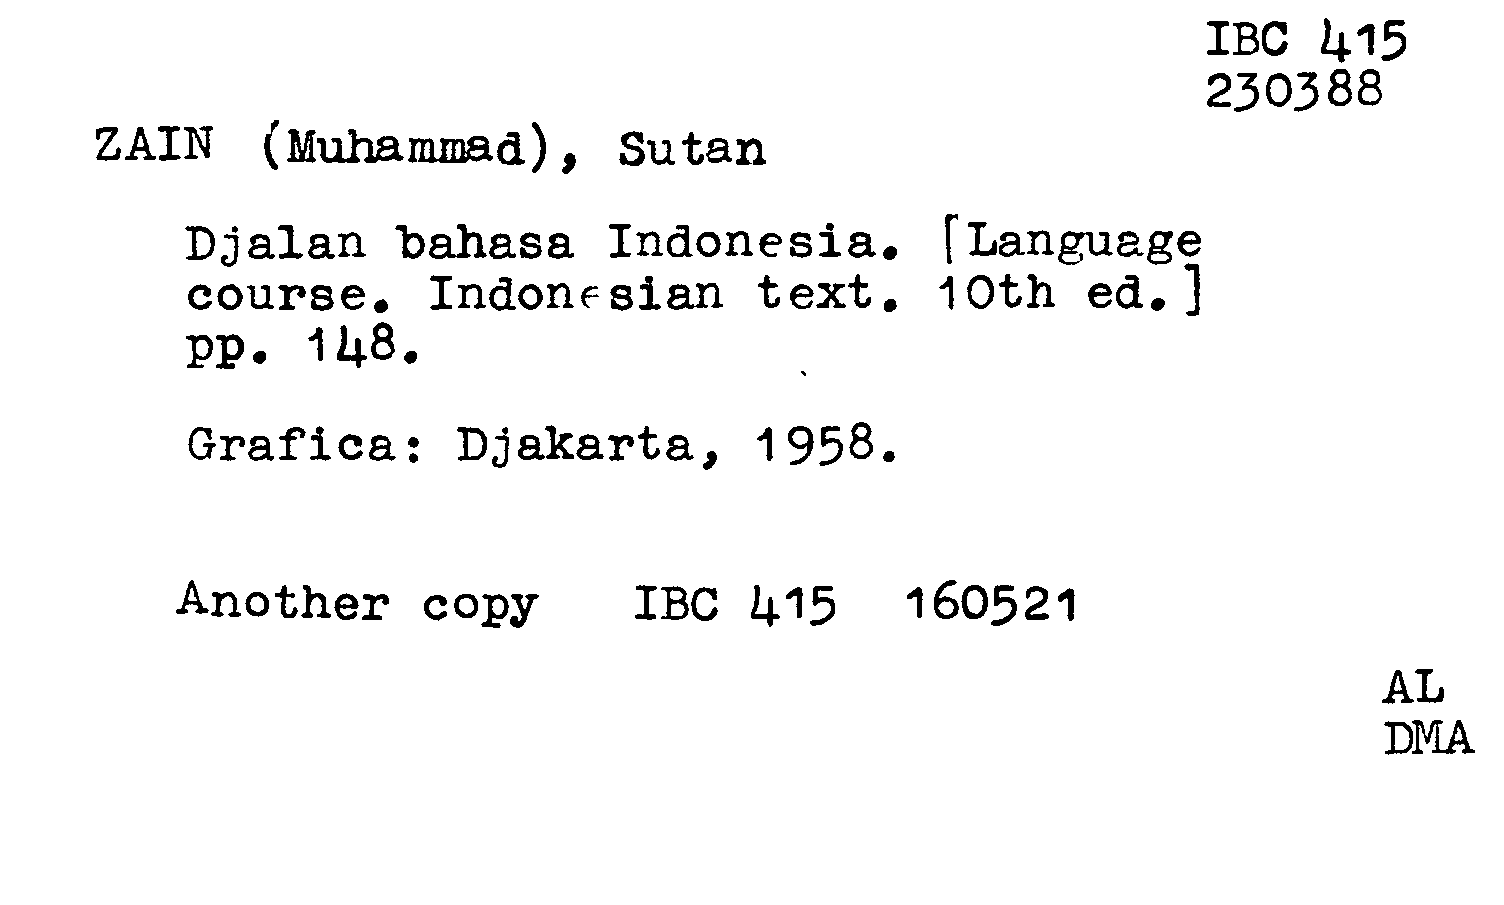 IBC 415
230388
ZAIN (Muhammad), Sutan
Djalan bahasa Indonesia. [Language
course. Indonesian text. 10th ed.]
pp. 148.
Grafica: Djakarta, 1958.
Another copy IBC 415 160521
AL
DMA